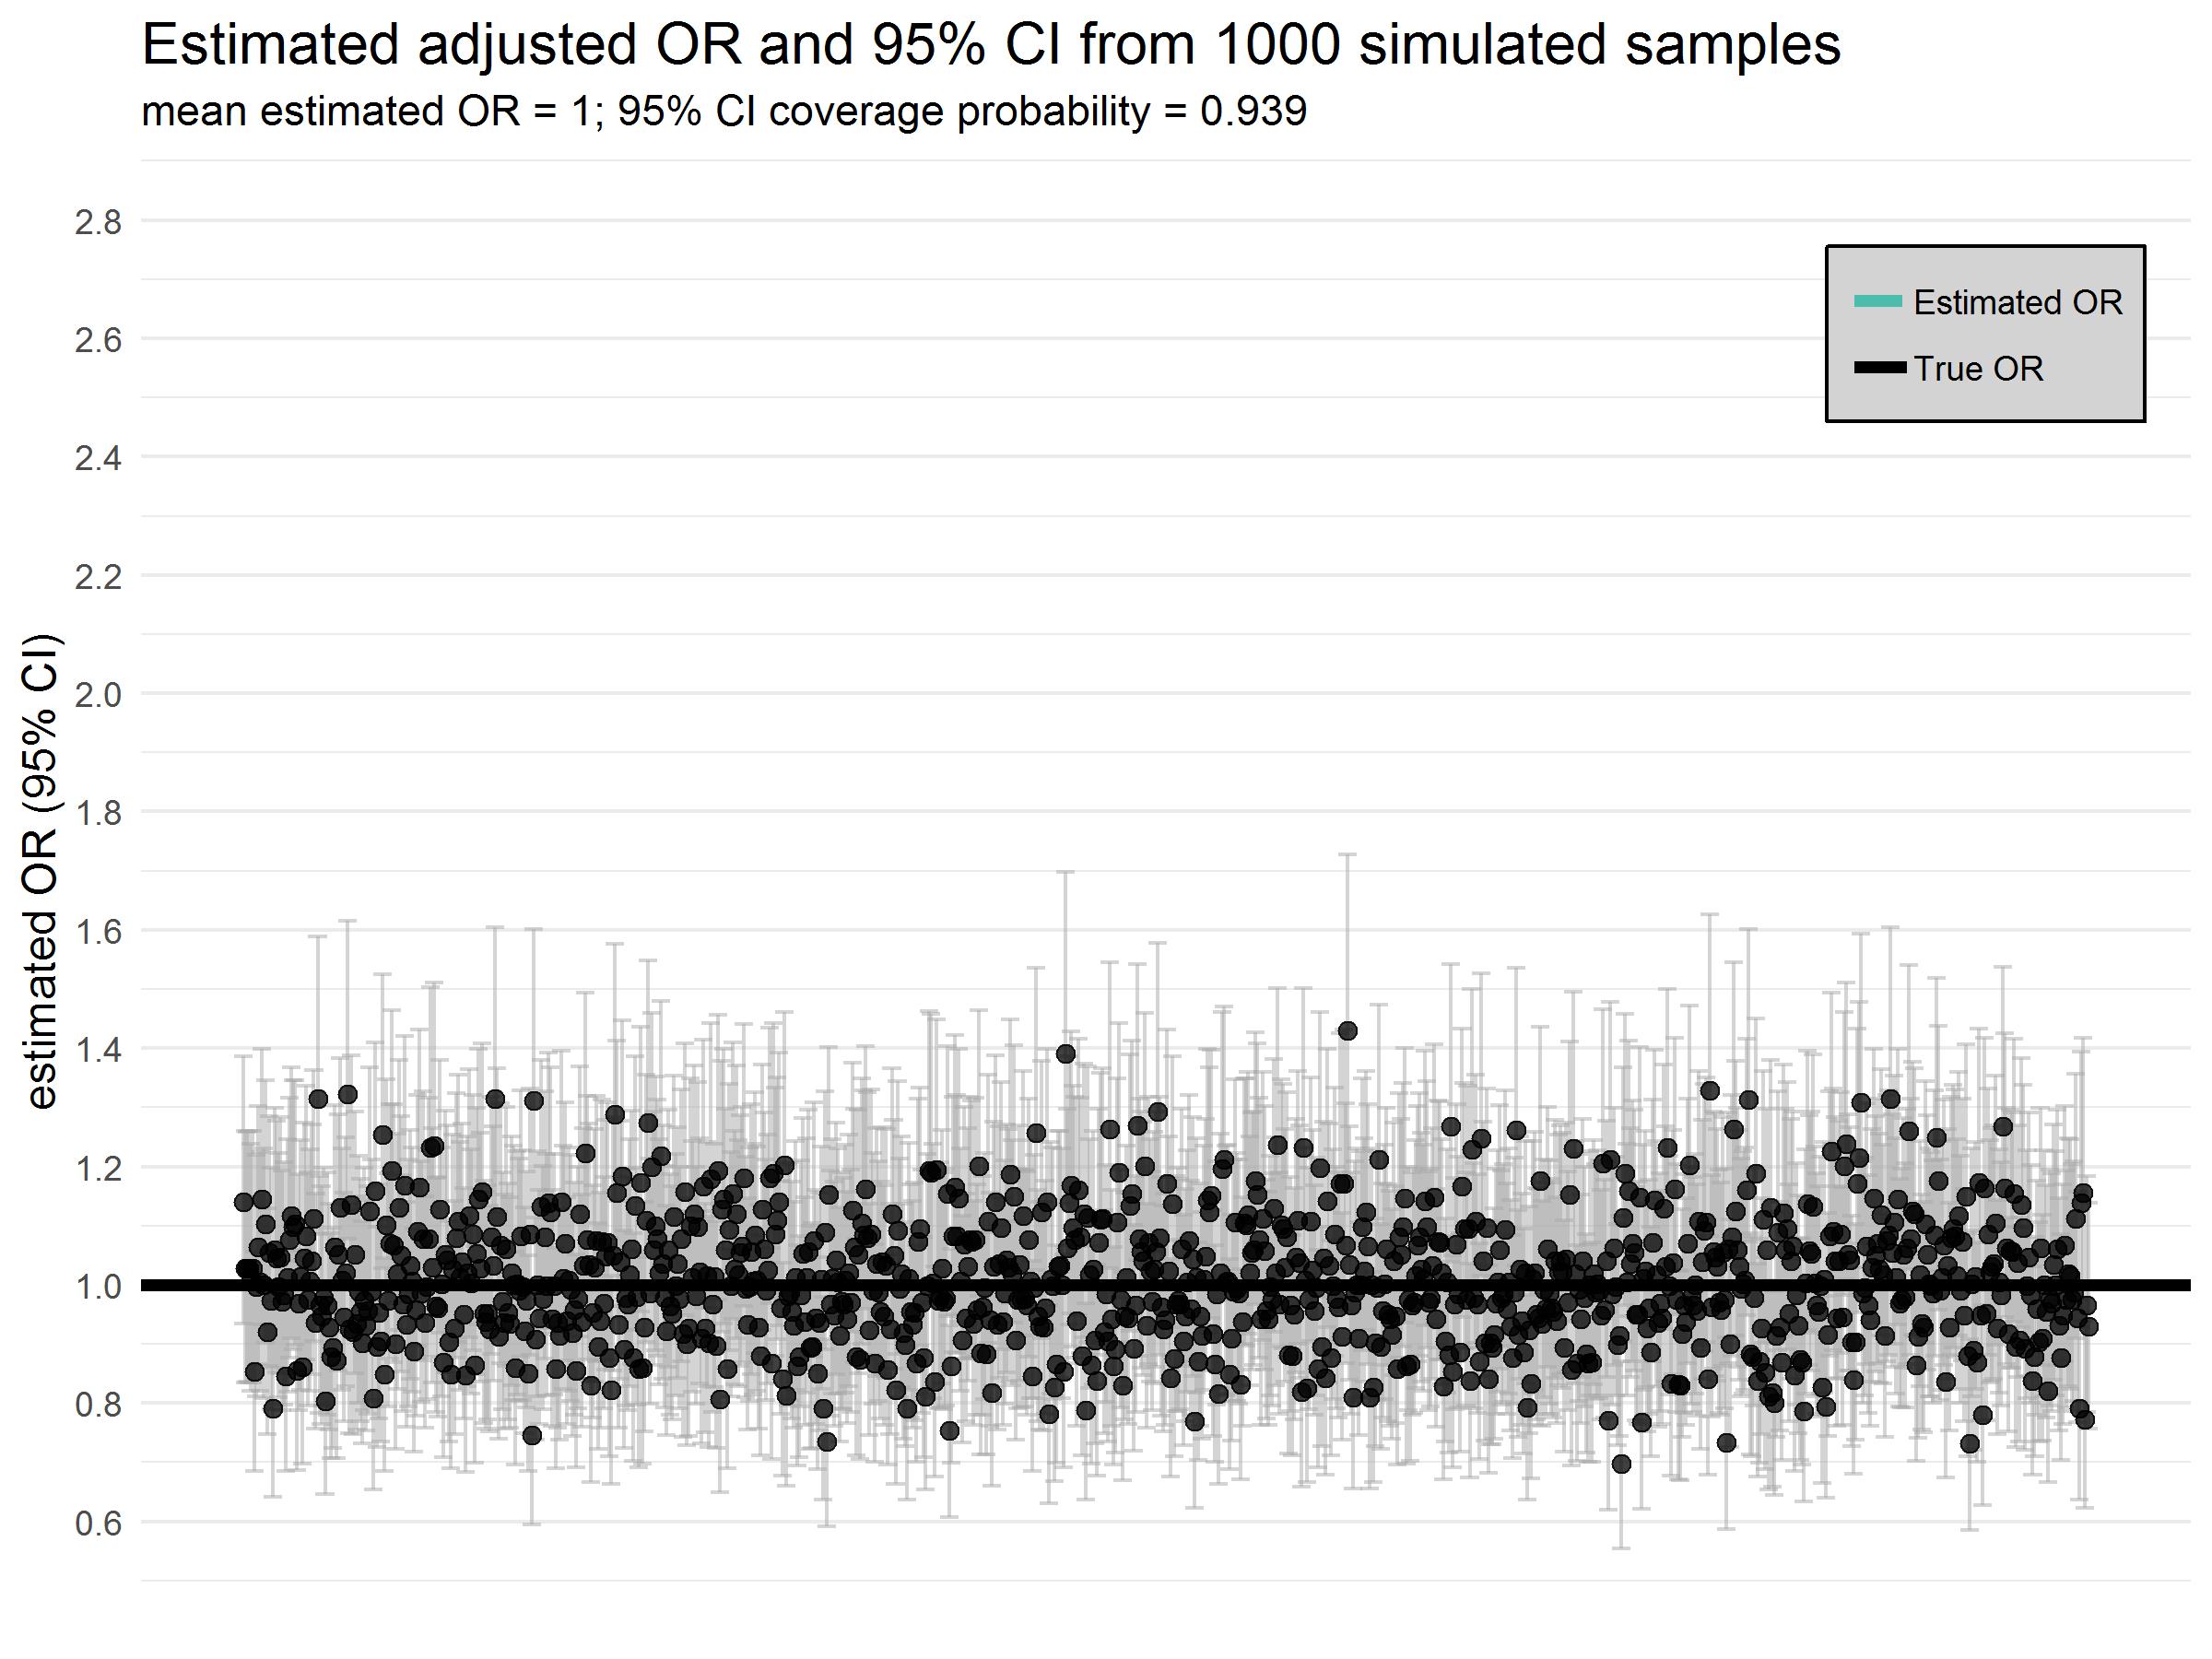 Estimated adjusted OR and 95% CI from 1000 simulated samples
mean estimated OR = 1; 95% CI coverage probability = 0.939
estimated OR (95% CI)
2.8
2.6
2.4
2.2
2.0
1.8
1.6
1.4
1.2
1.0
0.8
0.6
Estimated OR
True OR